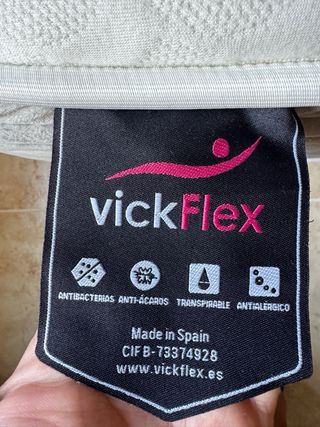 vickFlex
ANTIBACTERIAS ANTI-ÁCAROS TRANSPIRABLE ANTIALÉRGICO
Made in Spain
CIF B-73374928
www.vickflex.es